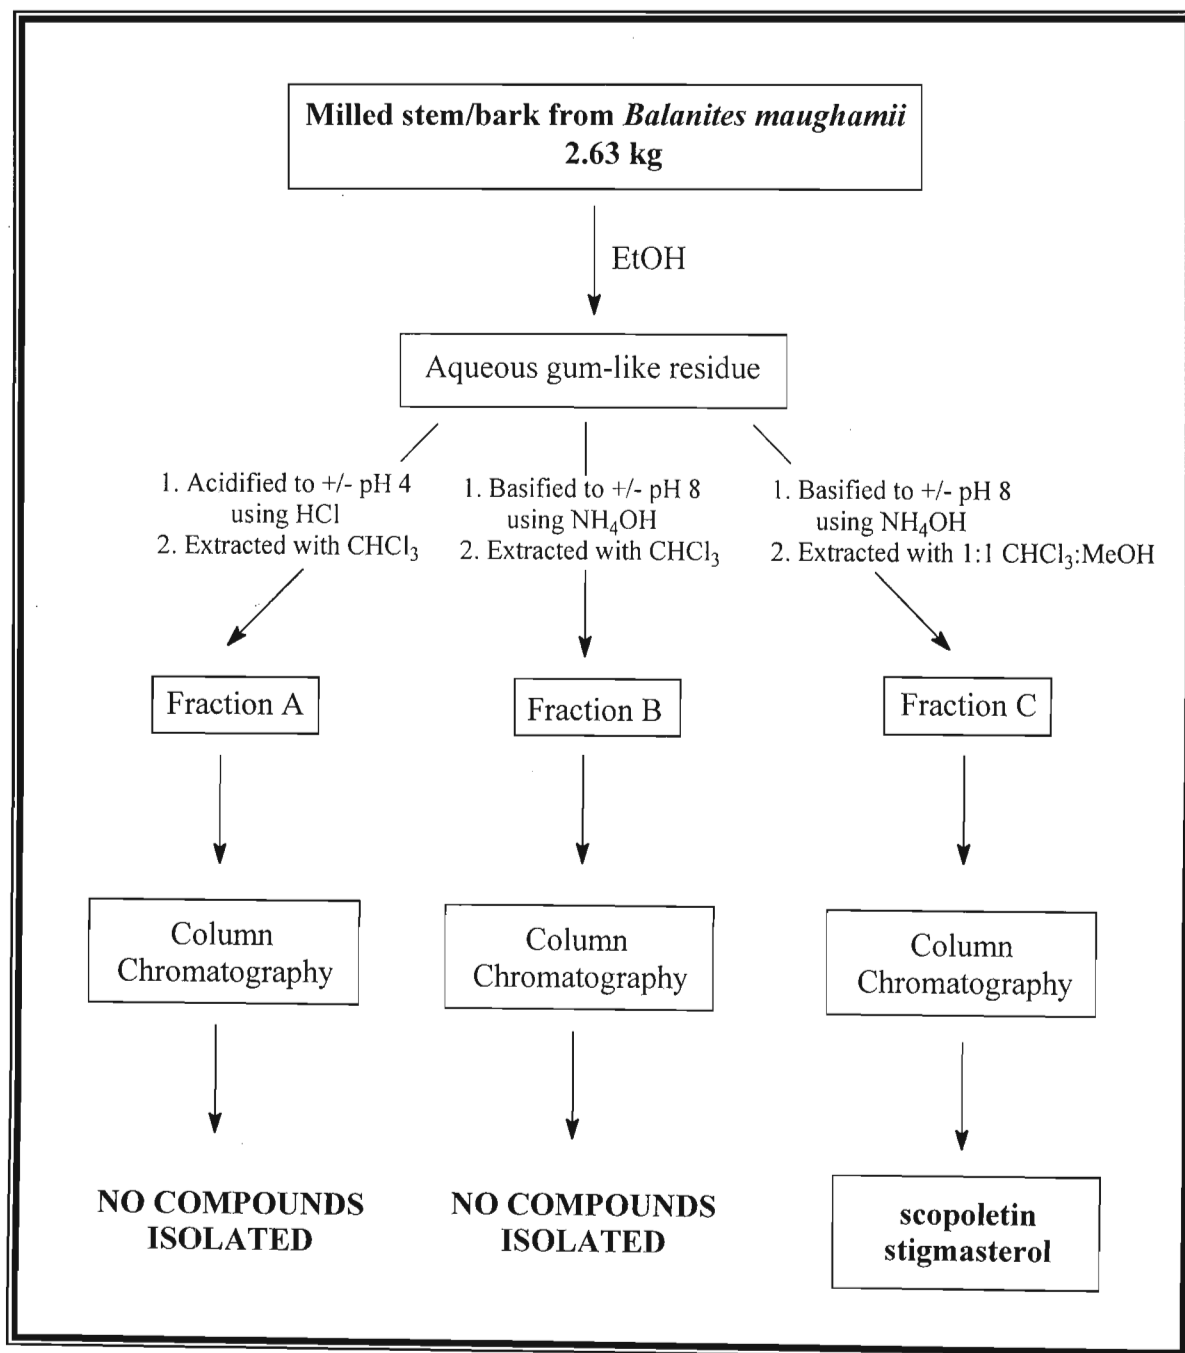 Milled stem/bark from Balanites maughamii
2.63 kg
EtOH
Aqueous gum-like residue
1. Acidified to +/- pH 4
using HCl
2. Extracted with CHCl₃
1. Basified to +/- pH 8
using NH₄OH
2. Extracted with CHCl₃
1. Basified to +/- pH 8
using NH₄OH
2. Extracted with 1:1 CHCl₃:MeOH
Fraction A
Fraction B
Fraction C
Column
Chromatography
Column
Chromatography
Column
Chromatography
NO COMPOUNDS
ISOLATED
NO COMPOUNDS
ISOLATED
scopoletin
stigmasterol